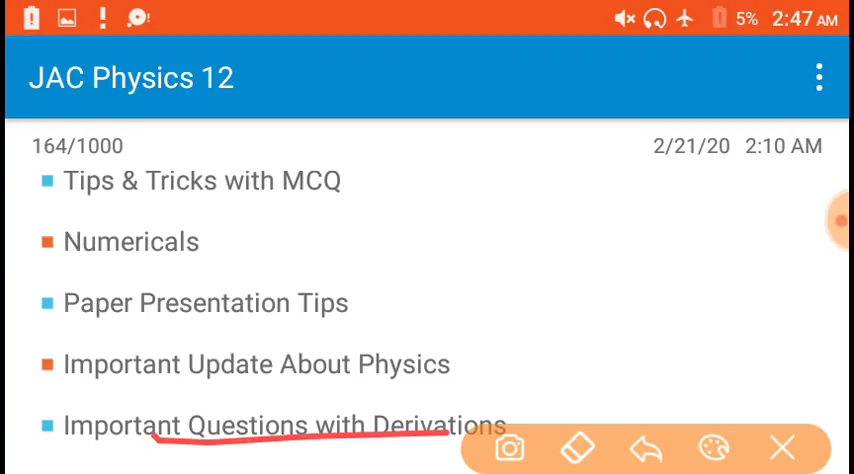 5% 2:47 AM
JAC Physics 12
164/1000 2/21/20 2:10 AM
Tips & Tricks with MCQ
Numericals
Paper Presentation Tips
Important Update About Physics
Important Questions with Derivations